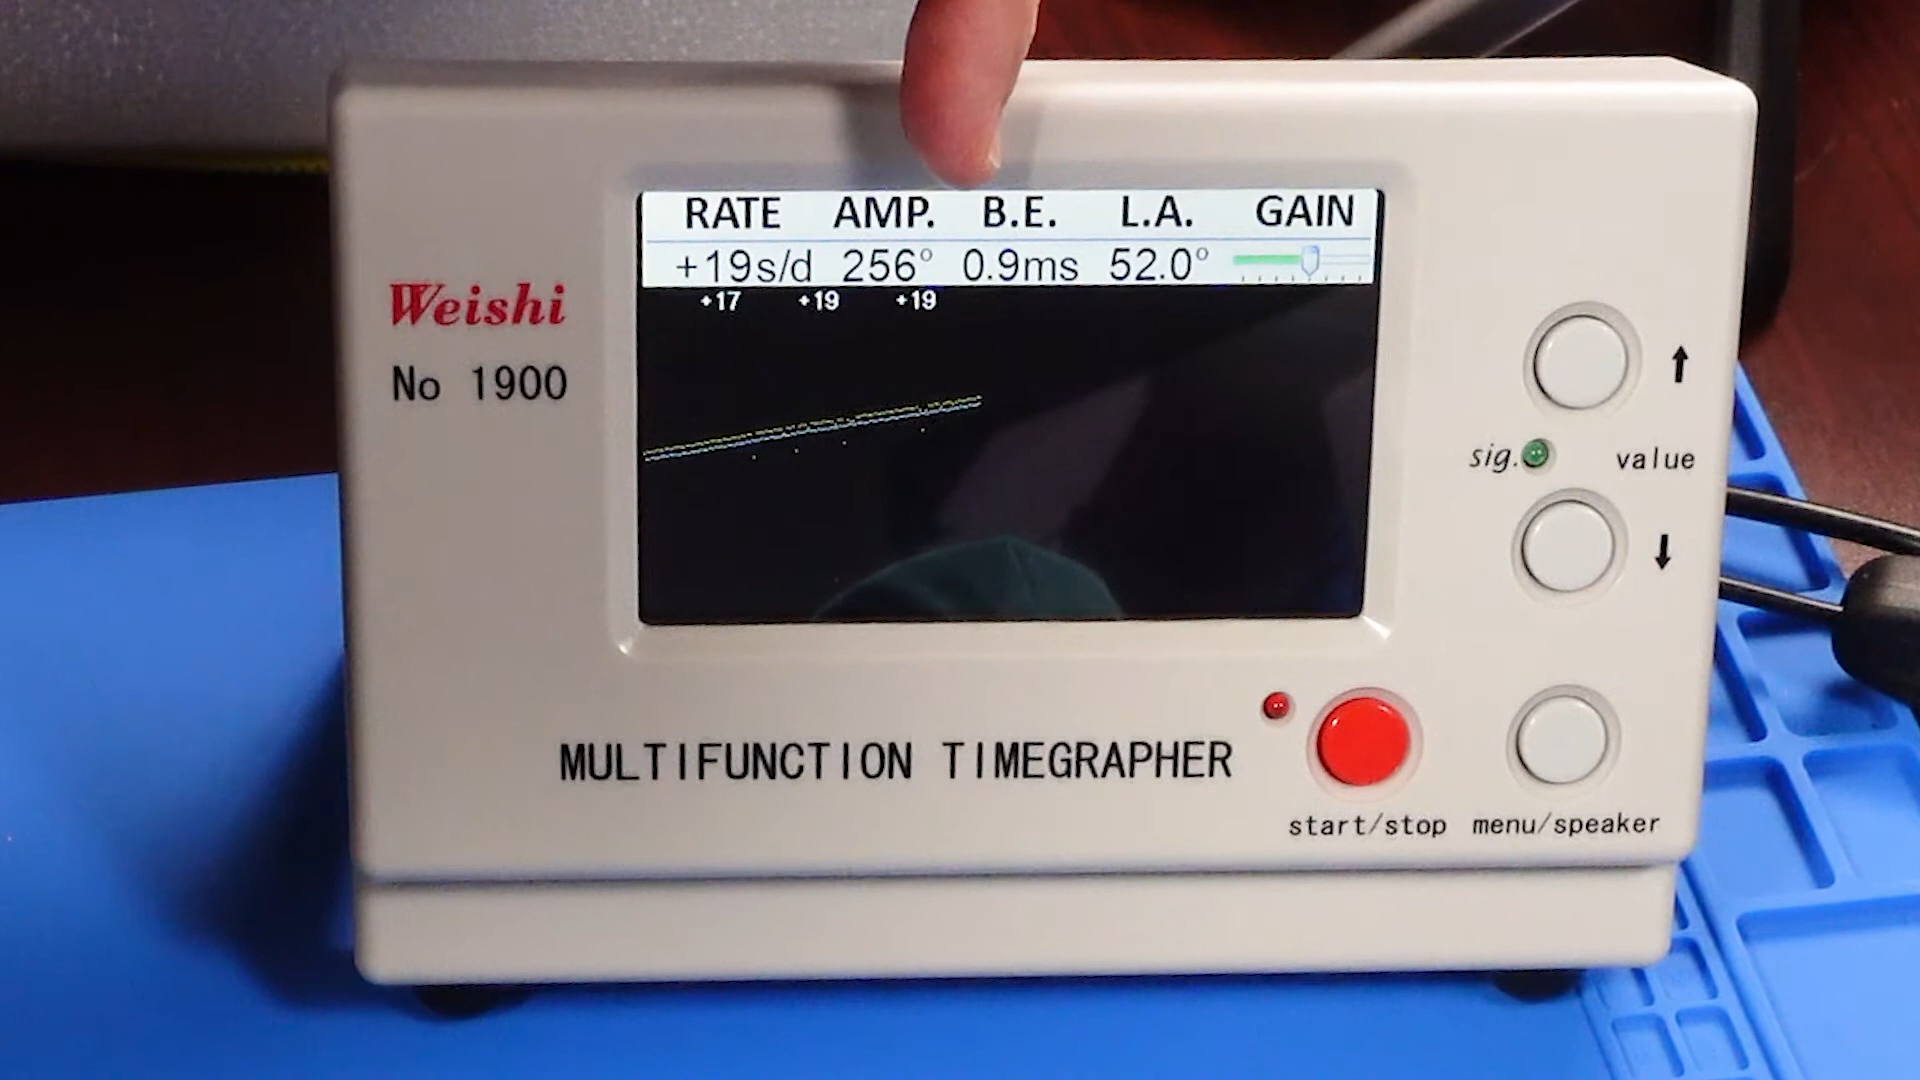 RATE AMP. B.E. L.A. GAIN
+19s/d 256° 0.9ms 52.0°
+17 +19 +19
Weishi
No 1900
sig. value
MULTIFUNCTION TIMEGRAPHER
start/stop menu/speaker